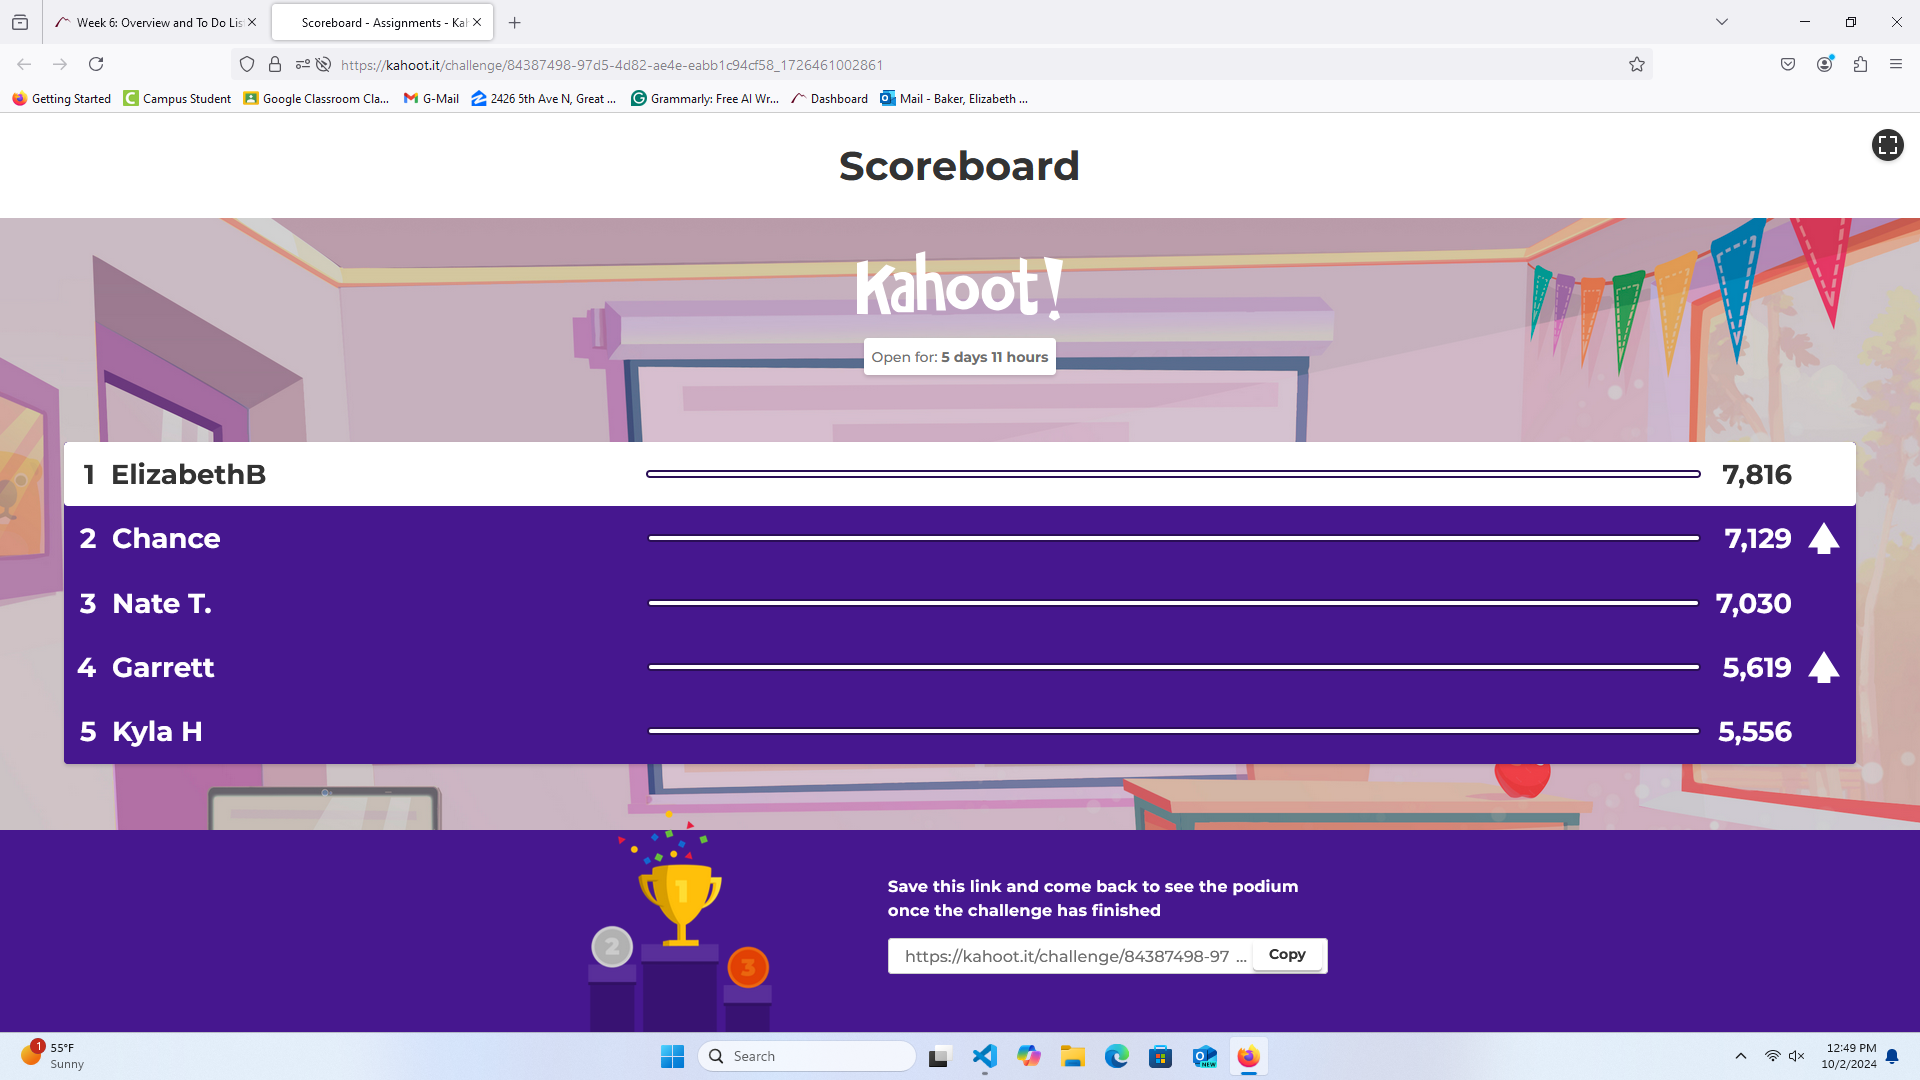 Week 6: Overview and To Do Lis
Scoreboard - Assignments - Kah
https://kahoot.it/challenge/84387498-97d5-4d82-ae4e-eabb1c94cf58_1726461002861
Getting Started
Campus Student
Google Classroom Cla...
G-Mail
2426 5th Ave N, Great ...
Grammarly: Free AI Wr...
Dashboard
Mail - Baker, Elizabeth ...
Scoreboard
Kahoot!
Open for: 5 days 11 hours
1 ElizabethB 7,816
2 Chance 7,129
3 Nate T. 7,030
4 Garrett 5,619
5 Kyla H 5,556
1
2
3
Save this link and come back to see the podium
once the challenge has finished
https://kahoot.it/challenge/84387498-97 ... Copy
1
55°F
Sunny
Search
NEW
12:49 PM
10/2/2024